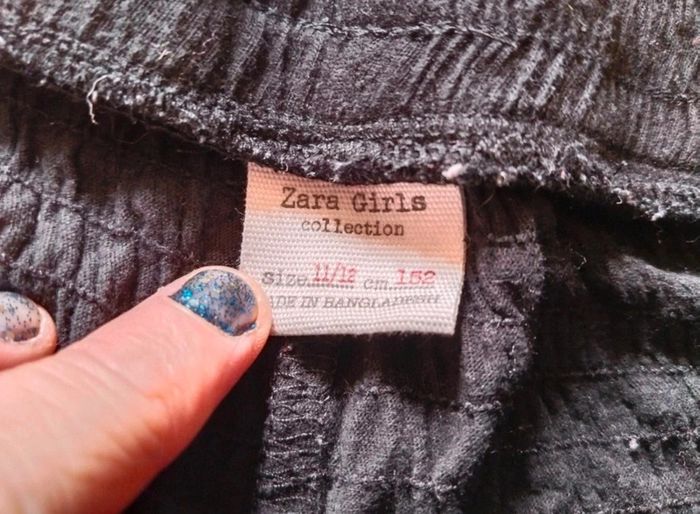 Zara Girls
collection
size 11/12 cm 152
MADE IN BANGLADESH